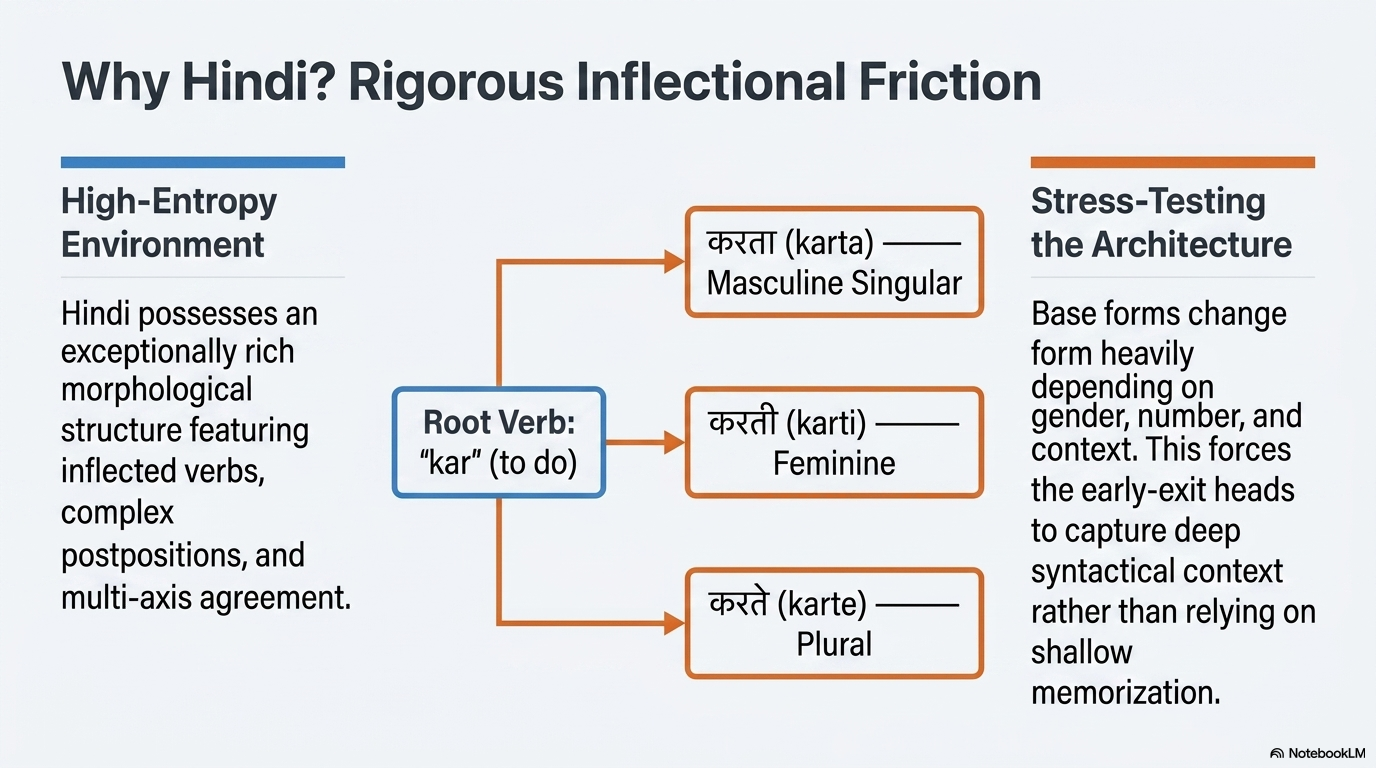 Why Hindi? Rigorous Inflectional Friction
High-Entropy
Environment
Hindi possesses an
exceptionally rich
morphological
structure featuring
inflected verbs,
complex
postpositions, and
multi-axis agreement.
Root Verb:
“kar” (to do)
करता (karta) ———
Masculine Singular
करती (karti) ———
Feminine
करते (karte) ———
Plural
Stress-Testing
the Architecture
Base forms change
form heavily
depending on
gender, number, and
context. This forces
the early-exit heads
to capture deep
syntactical context
rather than relying on
shallow
memorization.
NotebookLM